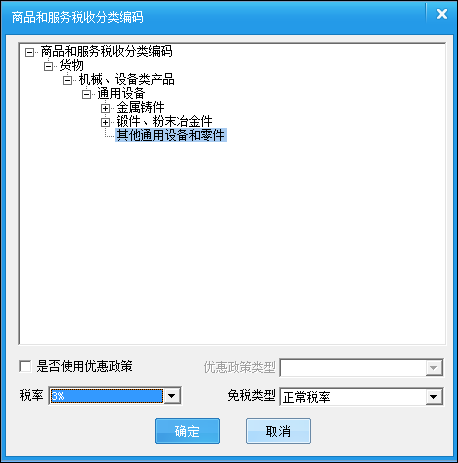 商品和服务税收分类编码
商品和服务税收分类编码
货物
机械、设备类产品
通用设备
金属铸件
锻件、粉末冶金件
其他通用设备和零件
是否使用优惠政策
优惠政策类型
税率 3%
免税类型 正常税率
确定
取消